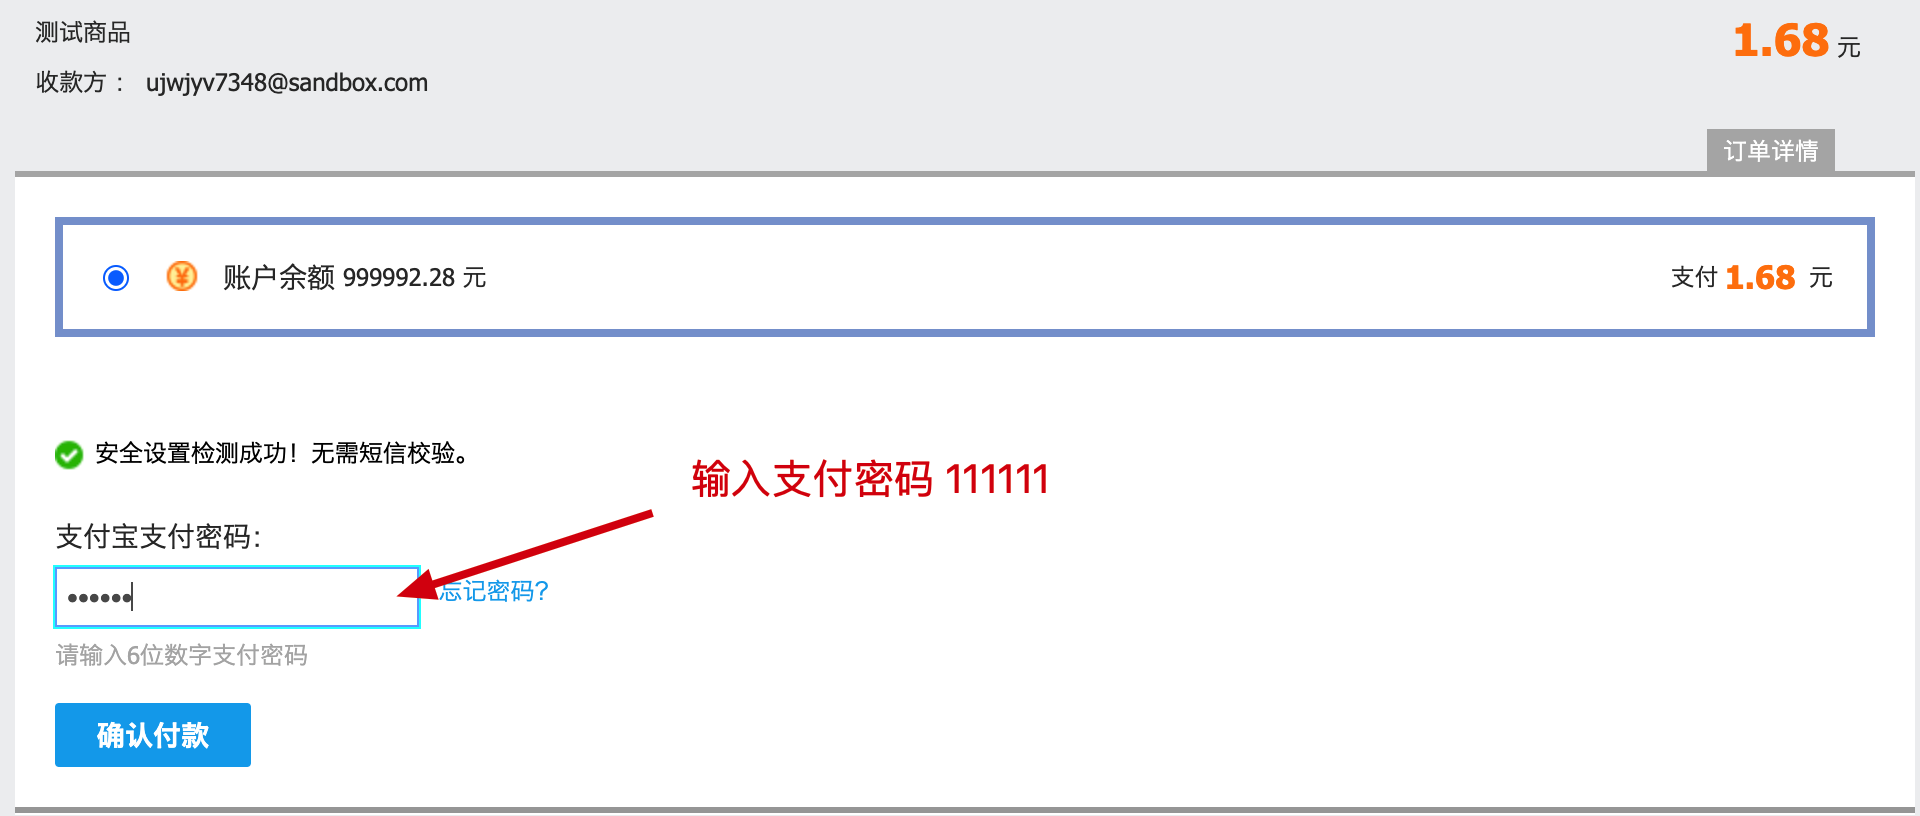 测试商品
1.68 元
收款方： ujwjyv7348@sandbox.com
订单详情
账户余额 999992.28 元
支付 1.68 元
安全设置检测成功！无需短信校验。
输入支付密码 111111
支付宝支付密码：
••••••
忘记密码？
请输入6位数字支付密码
确认付款